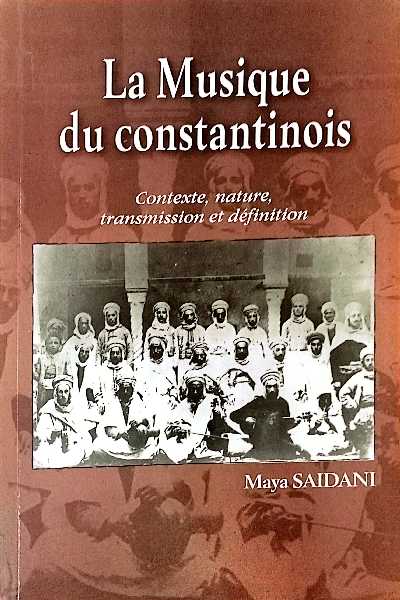 La Musique
du constantinois
Contexte, nature,
transmission et définition
Maya SAIDANI